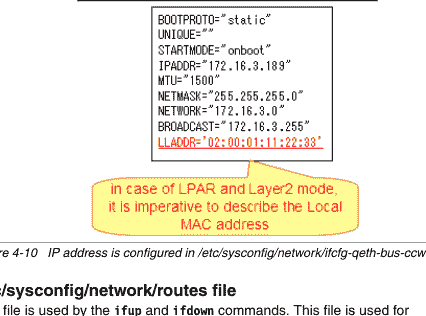 BOOTPROTO="static"
UNIQUE=""
STARTMODE="onboot"
IPADDR="172.16.3.189"
MTU="1500"
NETMASK="255.255.255.0"
NETWORK="172.16.3.0"
BROADCAST="172.16.3.255"
LLADDR='02:00:01:11:22:33'
in case of LPAR and Layer2 mode,
it is imperative to describe the Local
MAC address
re 4-10 IP address is configured in /etc/sysconfig/network/ifcfg-qeth-bus-ccw
c/sysconfig/network/routes file
file is used by the ifup and ifdown commands. This file is used for